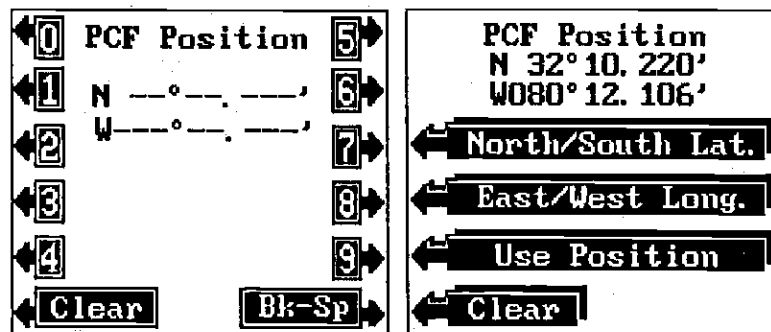 0 PCF Position 5
1 N --°--.---' 6
2 W---°--.---' 7
3 8
4 9
Clear Bk-Sp
PCF Position
N 32°10.220'
W080°12.106'
North/South Lat.
East/West Long.
Use Position
Clear